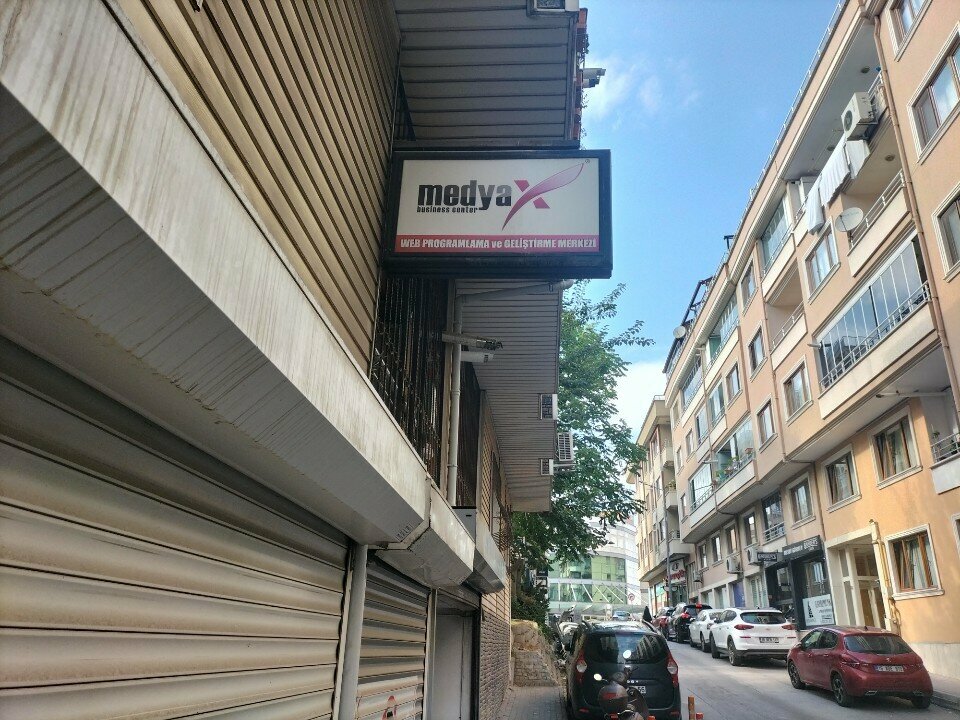 medyax
business center
WEB PROGRAMLAMA ve GELİŞTİRME MERKEZİ